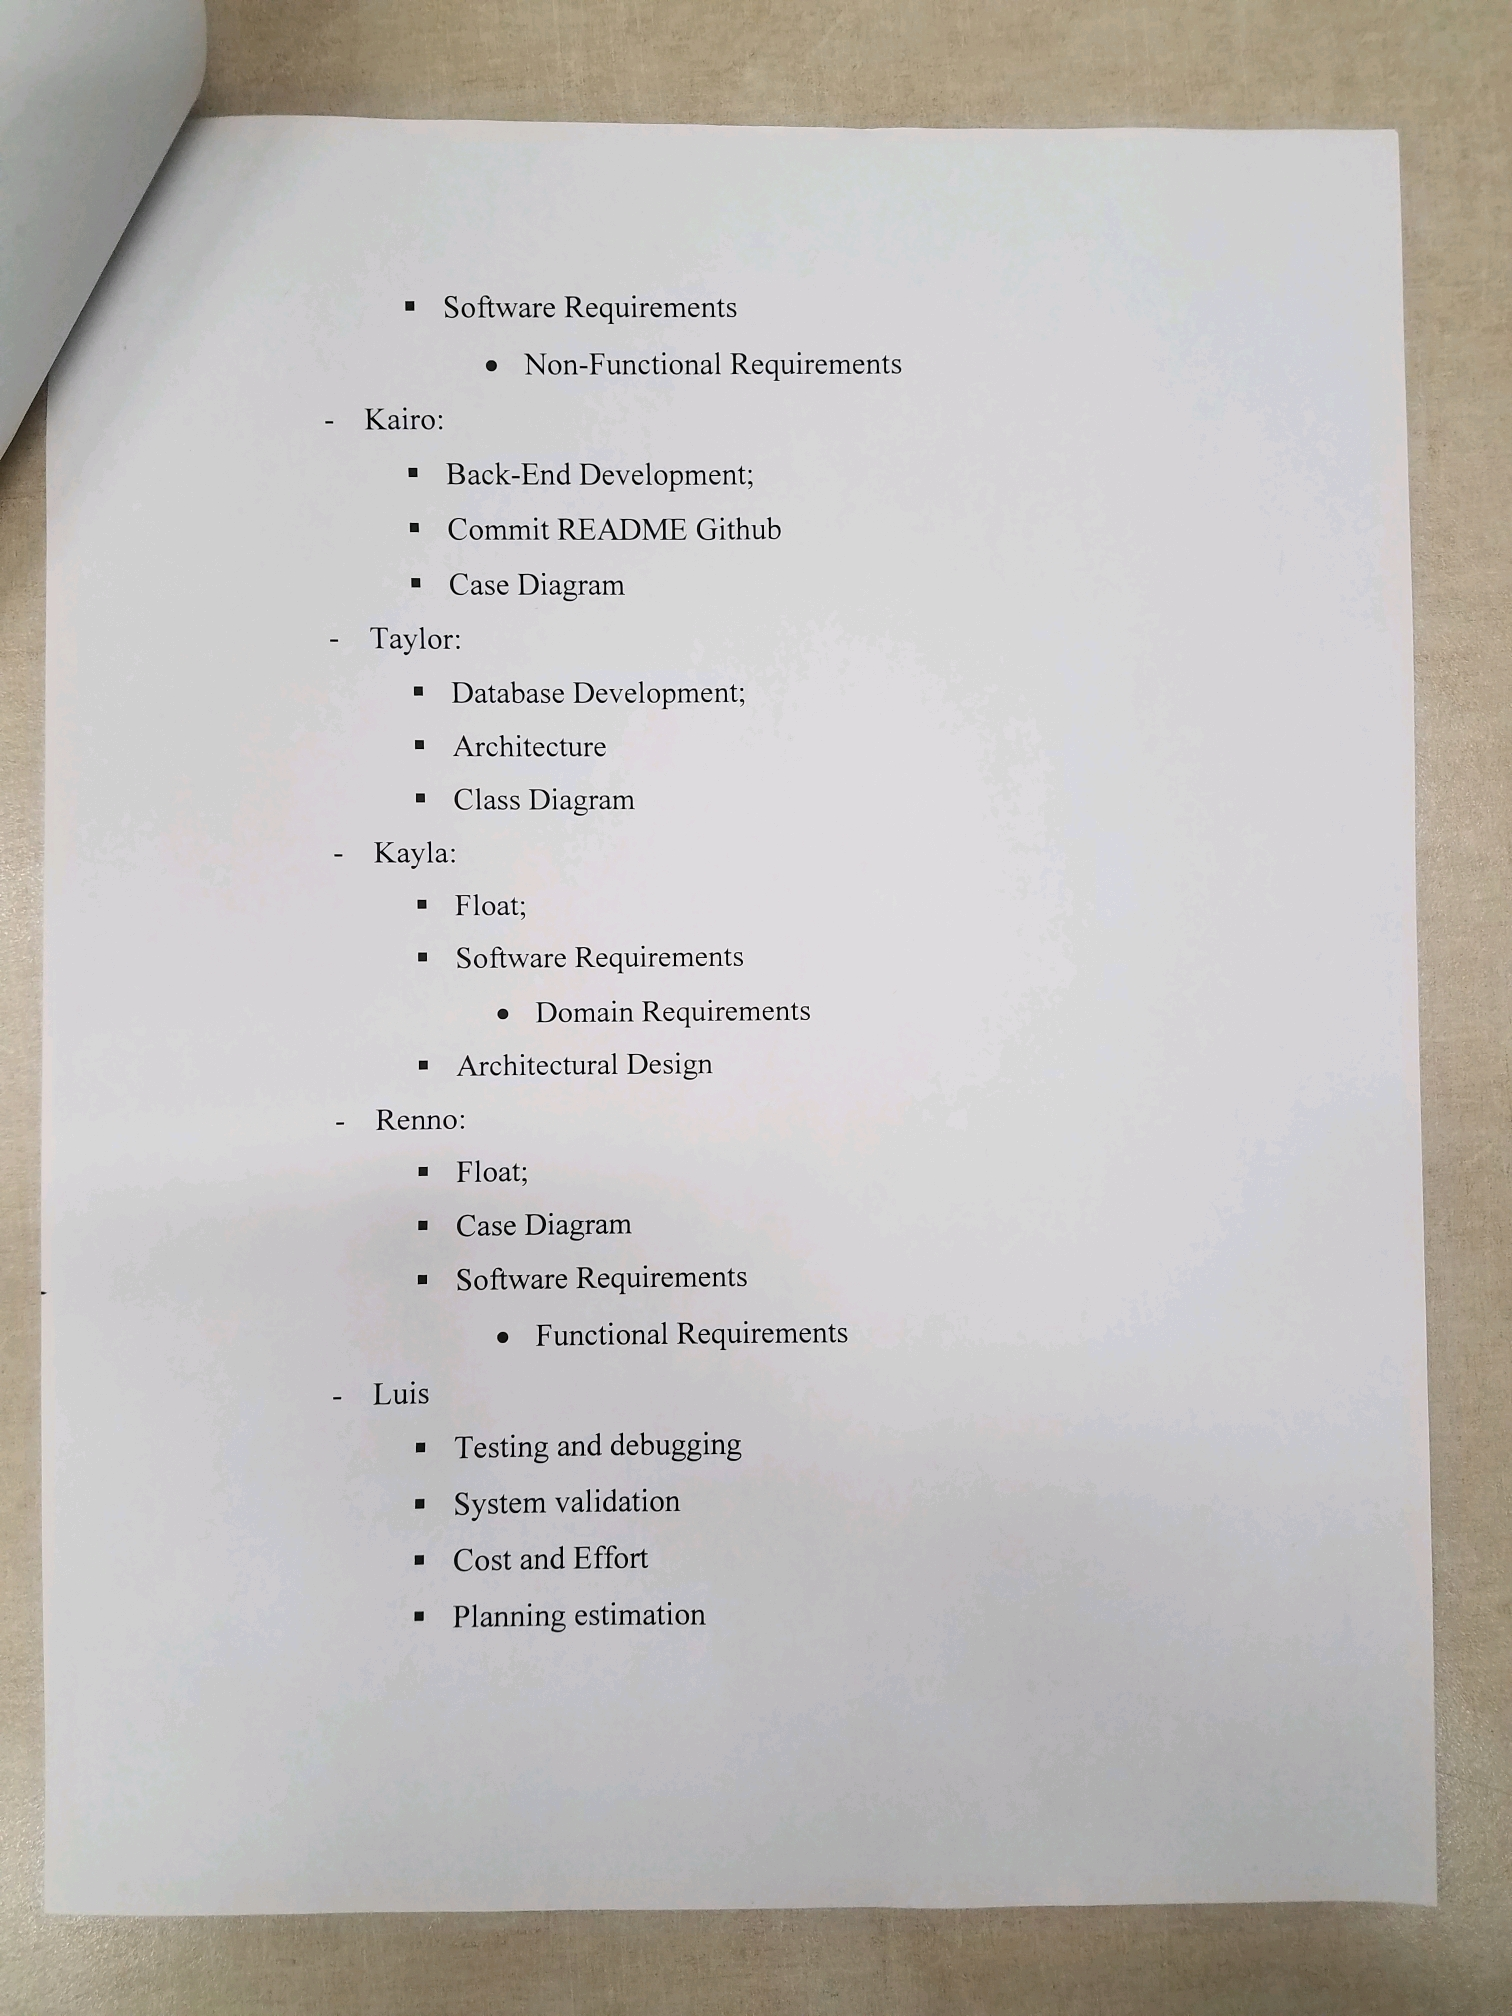 ▪ Software Requirements
• Non-Functional Requirements
- Kairo:
▪ Back-End Development;
▪ Commit README Github
▪ Case Diagram
- Taylor:
▪ Database Development;
▪ Architecture
▪ Class Diagram
- Kayla:
▪ Float;
▪ Software Requirements
• Domain Requirements
▪ Architectural Design
- Renno:
▪ Float;
▪ Case Diagram
▪ Software Requirements
• Functional Requirements
- Luis
▪ Testing and debugging
▪ System validation
▪ Cost and Effort
▪ Planning estimation